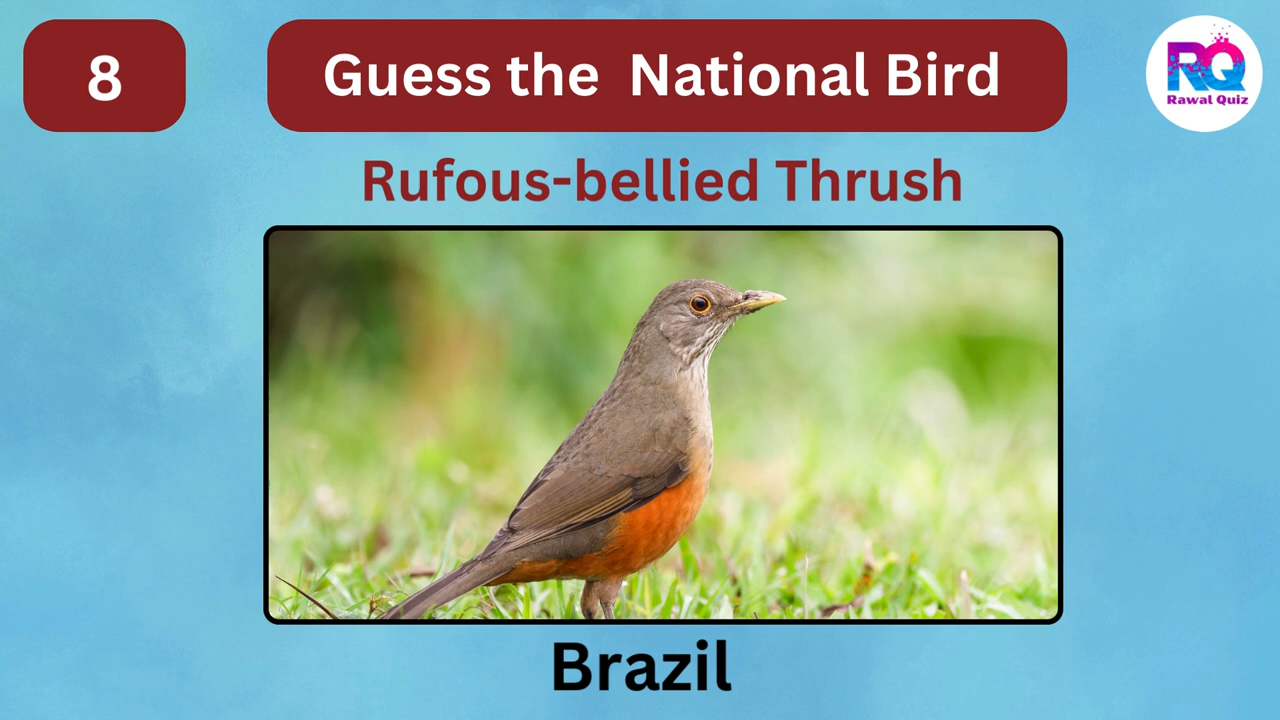 8
Guess the National Bird
RQ
Rawal Quiz
Rufous-bellied Thrush
Brazil